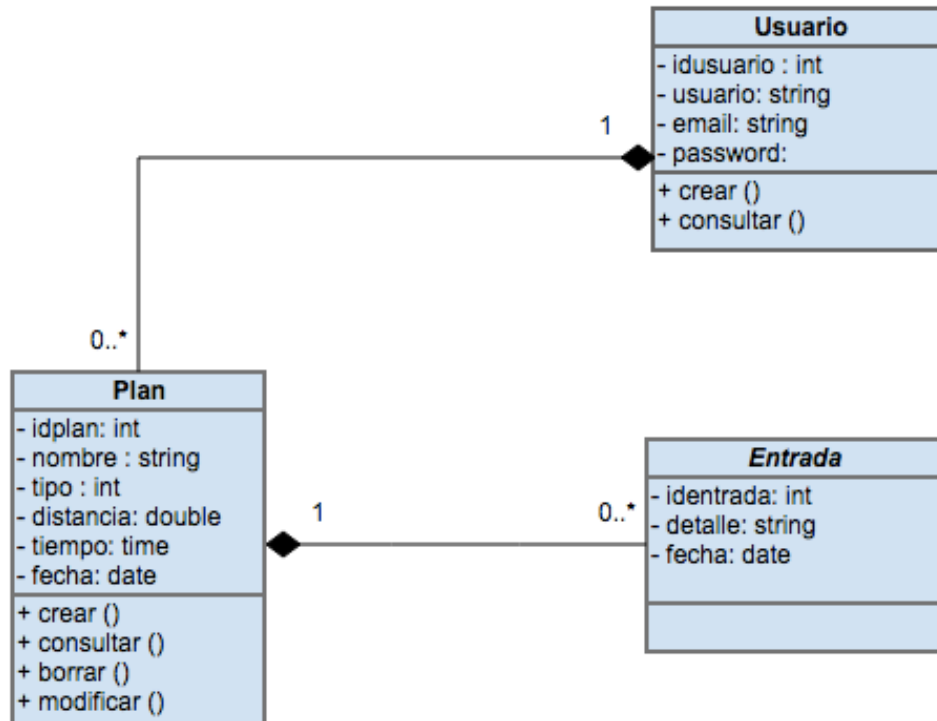 Usuario
- idusuario : int
- usuario: string
- email: string
- password:
+ crear ()
+ consultar ()
1
0..*
Plan
- idplan: int
- nombre : string
- tipo : int
- distancia: double
- tiempo: time
- fecha: date
+ crear ()
+ consultar ()
+ borrar ()
+ modificar ()
1
0..*
Entrada
- identrada: int
- detalle: string
- fecha: date